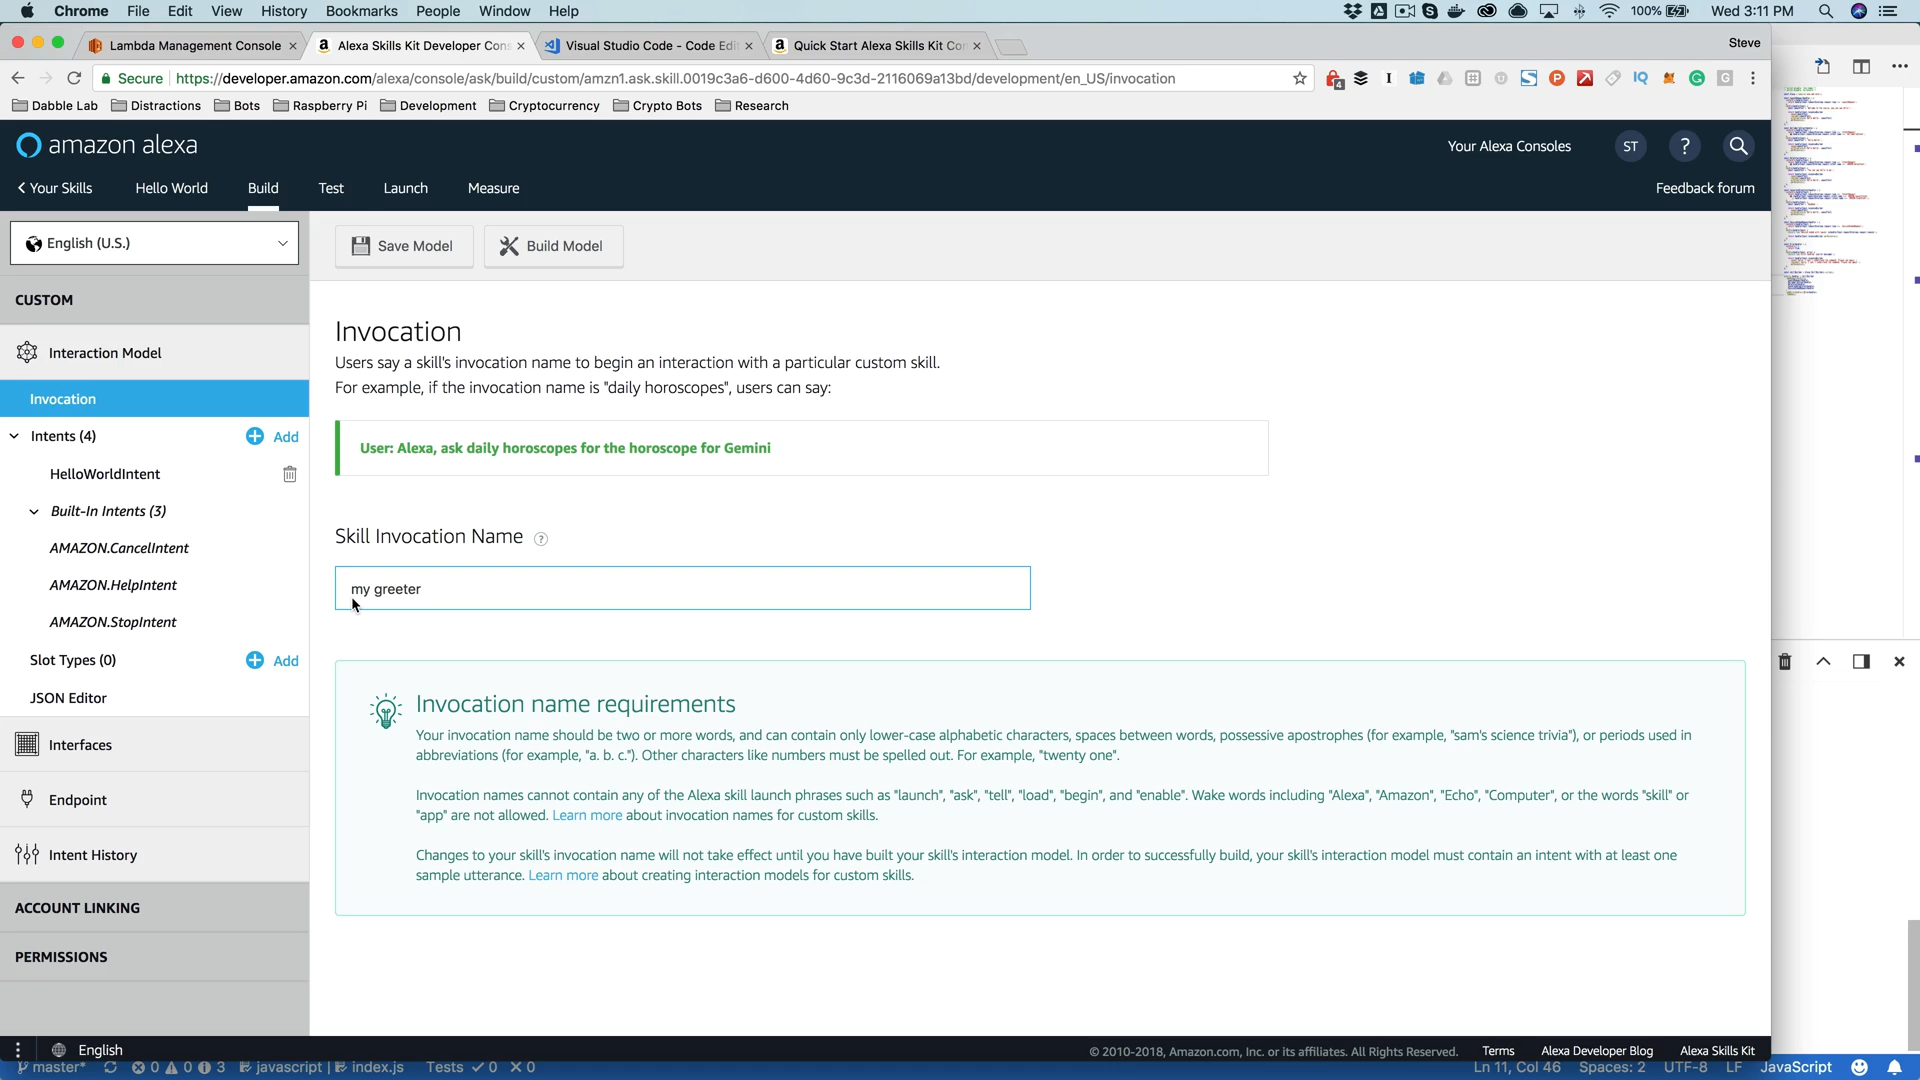 Chrome File Edit View History Bookmarks People Window Help 100% Wed 3:11 PM
Lambda Management Console Alexa Skills Kit Developer Cons Visual Studio Code - Code Edit Quick Start Alexa Skills Kit Co Steve
Secure https://developer.amazon.com/alexa/console/ask/build/custom/amzn1.ask.skill.0019c3a6-d600-4d60-9c3d-2116069a13bd/development/en_US/invocation
Dabble Lab Distractions Bots Raspberry Pi Development Cryptocurrency Crypto Bots Research
amazon alexa
Your Alexa Consoles ST ?
Your Skills Hello World Build Test Launch Measure Feedback forum
English (U.S.)
Save Model Build Model
CUSTOM
Interaction Model
Invocation
Intents (4) Add
HelloWorldIntent
Built-In Intents (3)
AMAZON.CancelIntent
AMAZON.HelpIntent
AMAZON.StopIntent
Slot Types (0) Add
JSON Editor
Interfaces
Endpoint
Intent History
ACCOUNT LINKING
PERMISSIONS
Invocation
Users say a skill's invocation name to begin an interaction with a particular custom skill.
For example, if the invocation name is "daily horoscopes", users can say:
User: Alexa, ask daily horoscopes for the horoscope for Gemini
Skill Invocation Name ?
my greeter
Invocation name requirements
Your invocation name should be two or more words, and can contain only lower-case alphabetic characters, spaces between words, possessive apostrophes (for example, "sam's science trivia"), or periods used in
abbreviations (for example, "a. b. c."). Other characters like numbers must be spelled out. For example, "twenty one".
Invocation names cannot contain any of the Alexa skill launch phrases such as "launch", "ask", "tell", "load", "begin", and "enable". Wake words including "Alexa", "Amazon", "Echo", "Computer", or the words "skill" or
"app" are not allowed. Learn more about invocation names for custom skills.
Changes to your skill's invocation name will not take effect until you have built your skill's interaction model. In order to successfully build, your skill's interaction model must contain an intent with at least one
sample utterance. Learn more about creating interaction models for custom skills.
English © 2010-2018, Amazon.com, Inc. or its affiliates. All Rights Reserved. Terms Alexa Developer Blog Alexa Skills Kit
master* 0 0 3 javascript | index.js Tests 0 0 Ln 11, Col 46 Spaces: 2 UTF-8 LF JavaScript